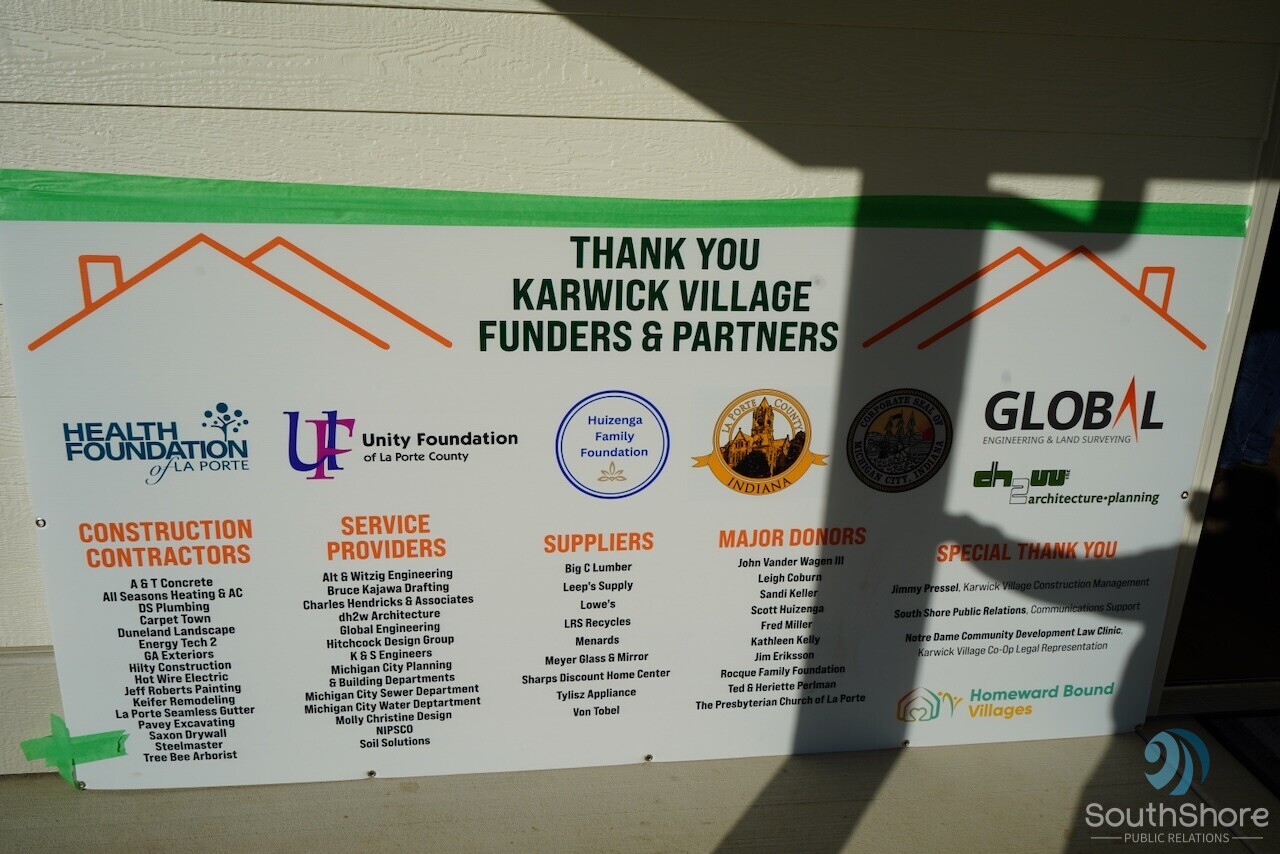 THANK YOU
KARWICK VILLAGE
FUNDERS & PARTNERS
HEALTH
FOUNDATION
of LA PORTE
UF
Unity Foundation
of La Porte County
Huizenga
Family
Foundation
LA PORTE COUNTY
INDIANA
CORPORATE SEAL OF
MICHIGAN CITY, INDIANA
GLOBAL
ENGINEERING & LAND SURVEYING
dh2w inc
architecture•planning
CONSTRUCTION
CONTRACTORS
A & T Concrete
All Seasons Heating & AC
DS Plumbing
Carpet Town
Duneland Landscape
Energy Tech 2
GA Exteriors
Hilty Construction
Hot Wire Electric
Jeff Roberts Painting
Keifer Remodeling
La Porte Seamless Gutter
Pavey Excavating
Saxon Drywall
Steelmaster
Tree Bee Arborist
SERVICE
PROVIDERS
Alt & Witzig Engineering
Bruce Kajawa Drafting
Charles Hendricks & Associates
dh2w Architecture
Global Engineering
Hitchcock Design Group
K & S Engineers
Michigan City Planning
& Building Departments
Michigan City Sewer Department
Michigan City Water Deptartment
Molly Christine Design
NIPSCO
Soil Solutions
SUPPLIERS
Big C Lumber
Leep's Supply
Lowe's
LRS Recycles
Menards
Meyer Glass & Mirror
Sharps Discount Home Center
Tylisz Appliance
Von Tobel
MAJOR DONORS
John Vander Wagen III
Leigh Coburn
Sandi Keller
Scott Huizenga
Fred Miller
Kathleen Kelly
Jim Eriksson
Rocque Family Foundation
Ted & Heriette Perlman
The Presbyterian Church of La Porte
SPECIAL THANK YOU
Jimmy Pressel, Karwick Village Construction Management
South Shore Public Relations, Communications Support
Notre Dame Community Development Law Clinic,
Karwick Village Co-Op Legal Representation
Homeward Bound
Villages
SouthShore
PUBLIC RELATIONS